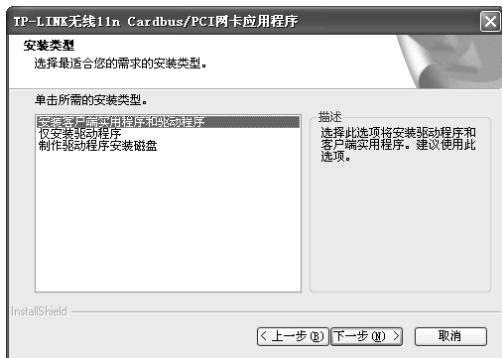 TP-LINK无线11n Cardbus/PCI网卡应用程序
安装类型
选择最适合您的需求的安装类型。
单击所需的安装类型。
安装客户端实用程序和驱动程序
仅安装驱动程序
制作驱动程序安装磁盘
描述
选择此选项将安装驱动程序和
客户端实用程序。建议使用此
选项。
InstallShield
< 上一步(B)
下一步(N) >
取消